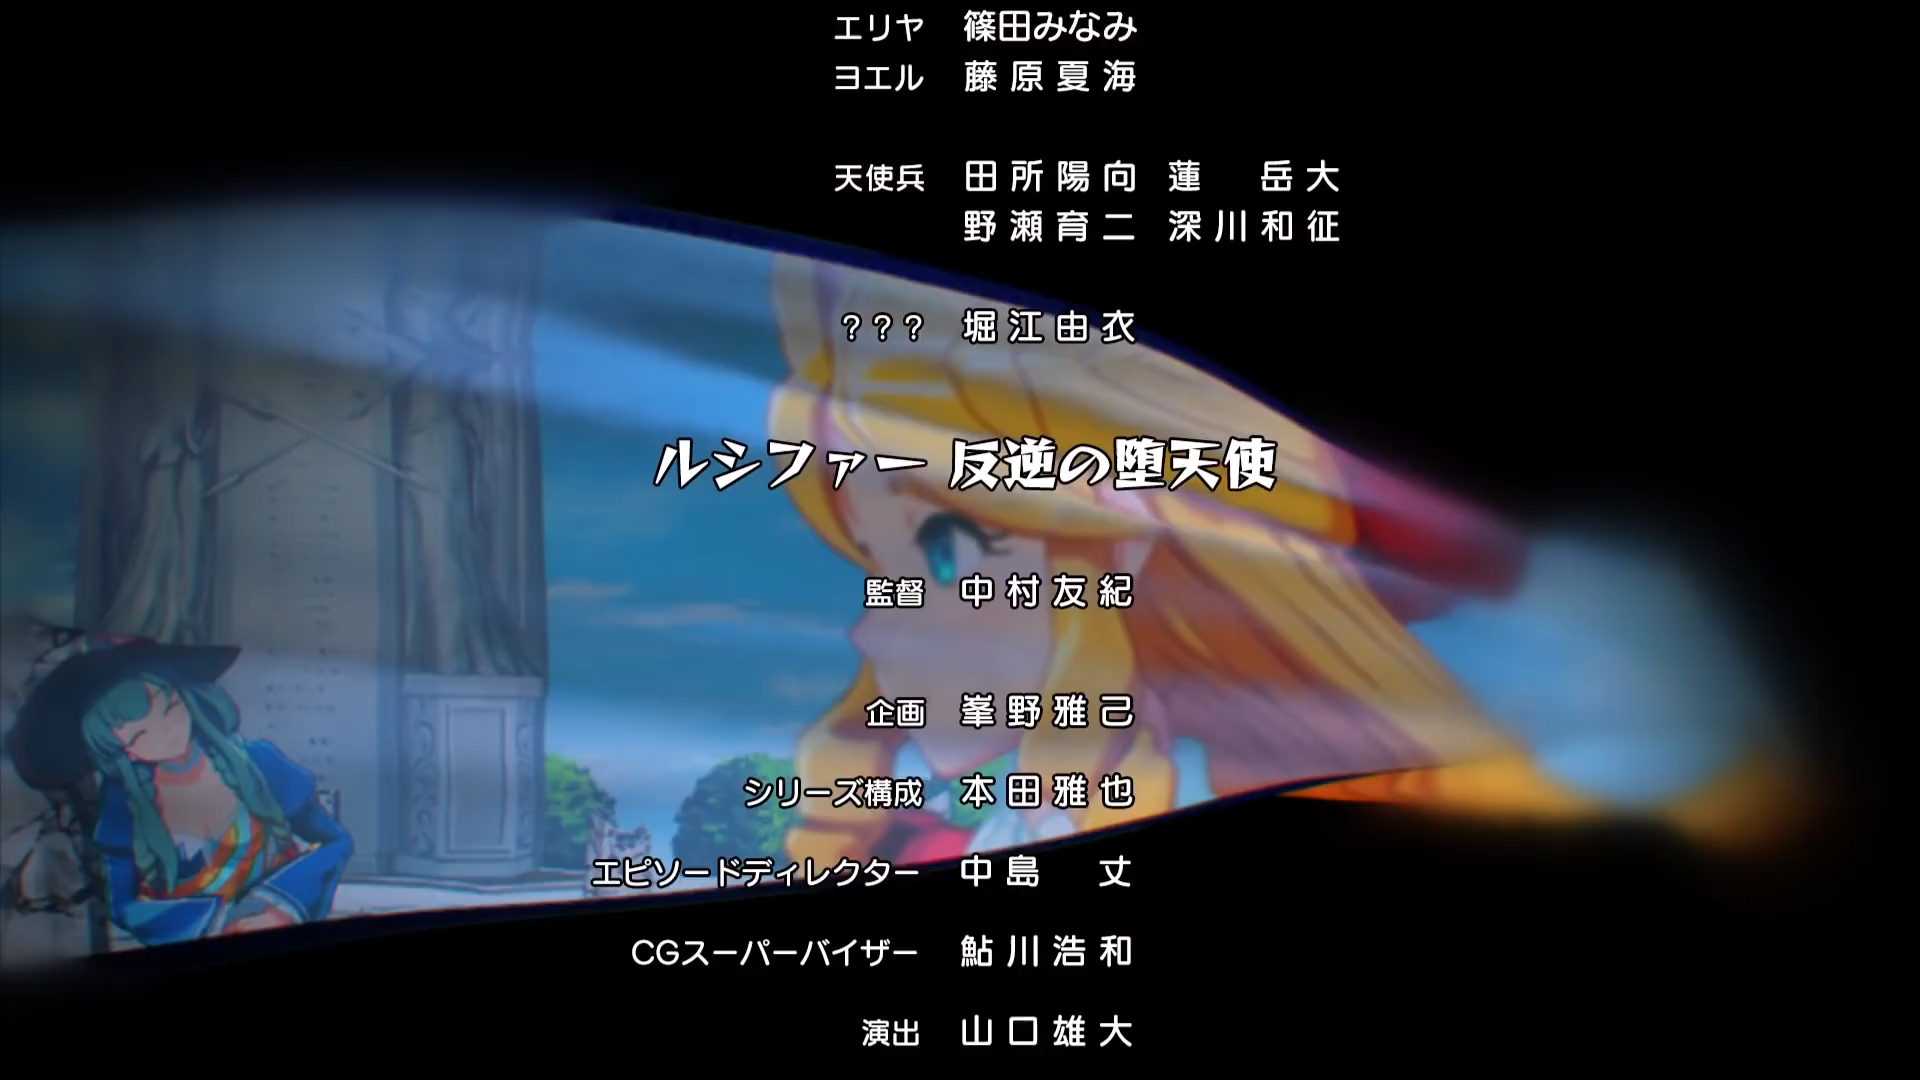 エリヤ 篠田みなみ
ヨエル 藤原夏海
天使兵 田所陽向 蓮 岳大
野瀬育二 深川和征
??? 堀江由衣
ルシファー 反逆の堕天使
監督 中村友紀
企画 峯野雅己
シリーズ構成 本田雅也
エピソードディレクター 中島 丈
CGスーパーバイザー 鮎川浩和
演出 山口雄大